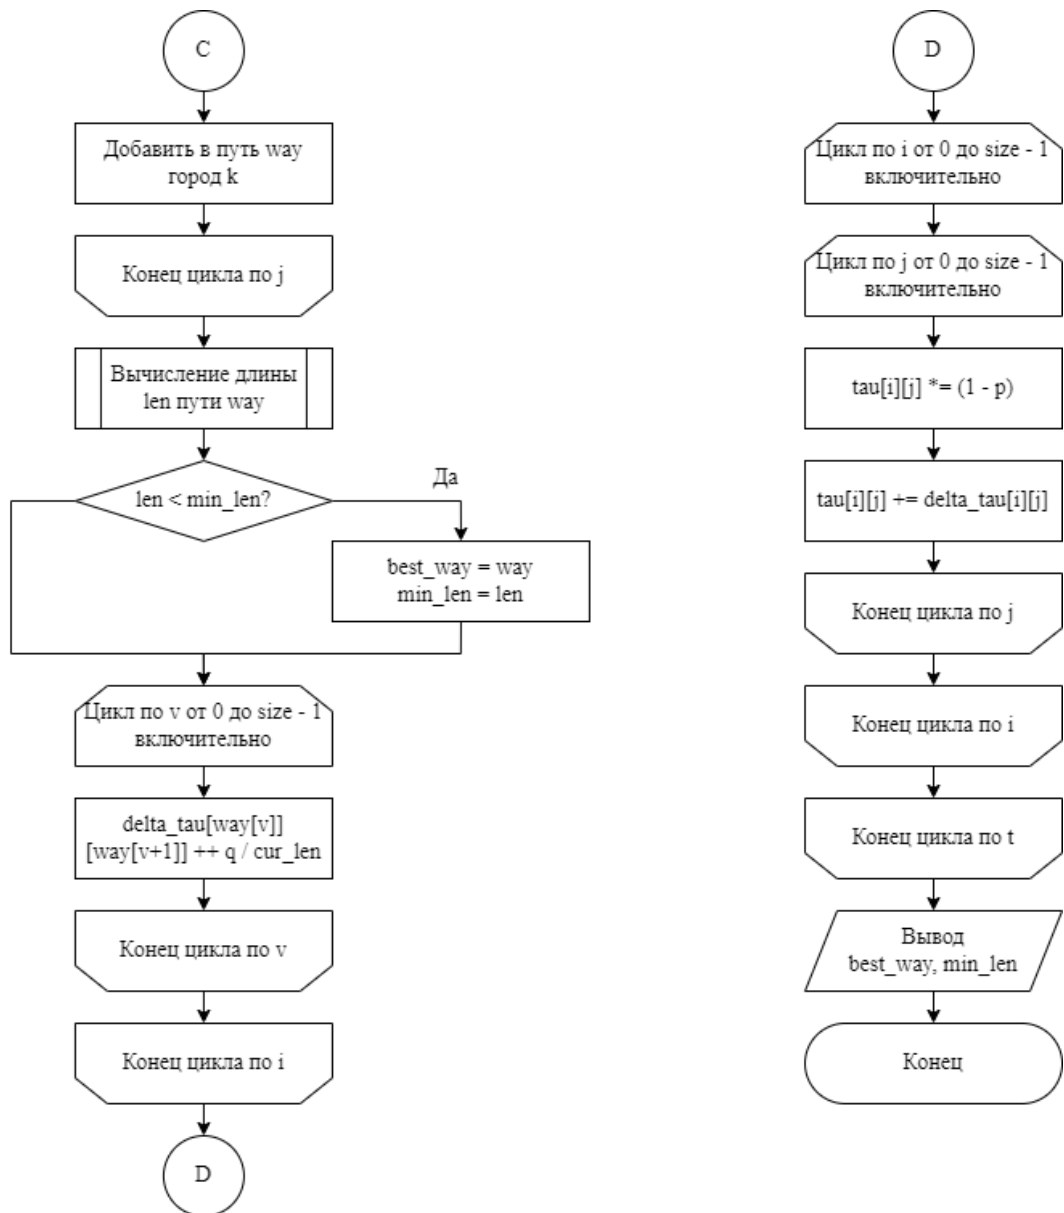 C
Добавить в путь way
город k
Конец цикла по j
Вычисление длины
len пути way
len < min_len?
Да
best_way = way
min_len = len
Цикл по v от 0 до size - 1
включительно
delta_tau[way[v]]
[way[v+1]] ++ q / cur_len
Конец цикла по v
Конец цикла по i
D
D
Цикл по i от 0 до size - 1
включительно
Цикл по j от 0 до size - 1
включительно
tau[i][j] *= (1 - p)
tau[i][j] += delta_tau[i][j]
Конец цикла по j
Конец цикла по i
Конец цикла по t
Вывод
best_way, min_len
Конец